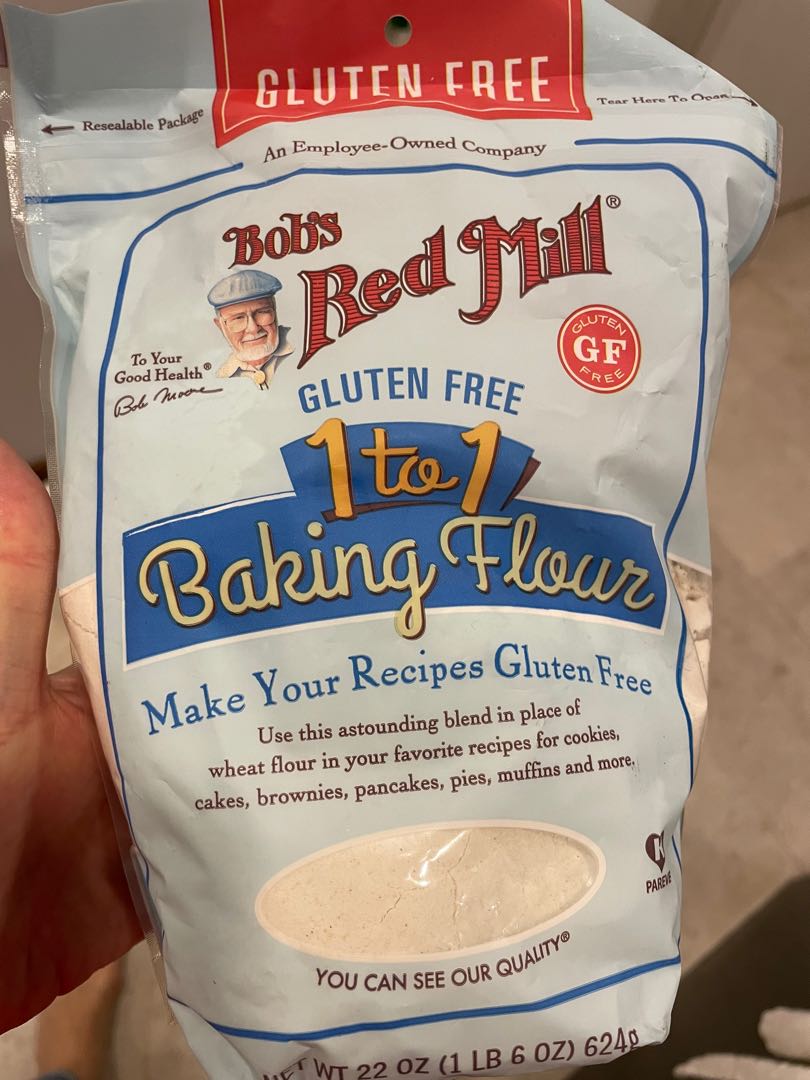 GLUTEN FREE
← Resealable Package
Tear Here To Open →
An Employee-Owned Company
Bob's
Red Mill®
GLUTEN
GF
FREE
To Your
Good Health®
Bob Moore
GLUTEN FREE
1 to 1
Baking Flour
Make Your Recipes Gluten Free
Use this astounding blend in place of
wheat flour in your favorite recipes for cookies,
cakes, brownies, pancakes, pies, muffins and more.
K
PAREVE
YOU CAN SEE OUR QUALITY®
NET WT 22 OZ (1 LB 6 OZ) 624g